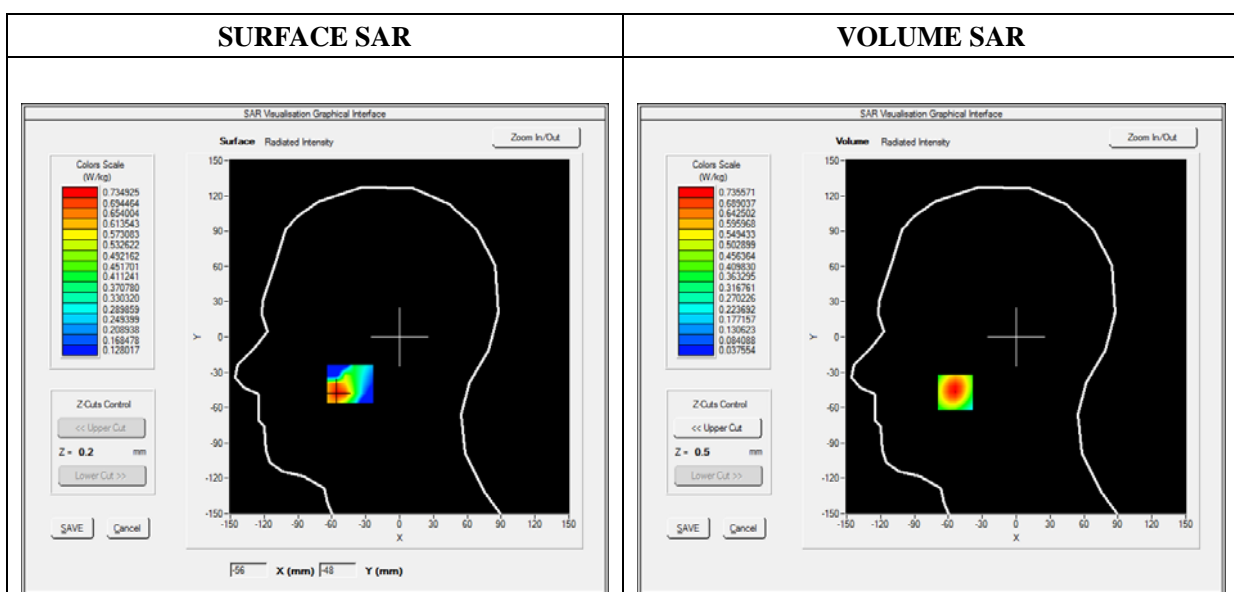 SURFACE SAR
VOLUME SAR
SAR Visualisation Graphical Interface
Surface Radiated Intensity
Zoom In/Out
Colors Scale
(W/kg)
0.734925
0.694464
0.654004
0.613543
0.573083
0.532622
0.492162
0.451701
0.411241
0.370780
0.330320
0.289859
0.249399
0.208938
0.168478
0.128017
Z-Cuts Control
<< Upper Cut
Z = 0.2 mm
Lower Cut >>
SAVE Cancel
150
120
90
60
30
Y 0
-30
-60
-90
-120
-150
-150 -120 -90 -60 -30 0 30 60 90 120 150
X
-56 X (mm) -48 Y (mm)
SAR Visualisation Graphical Interface
Volume Radiated Intensity
Zoom In/Out
Colors Scale
(W/kg)
0.735571
0.689037
0.642502
0.595968
0.549433
0.502899
0.456364
0.409830
0.363295
0.316761
0.270226
0.223692
0.177157
0.130623
0.084088
0.037554
Z-Cuts Control
<< Upper Cut
Z = 0.5 mm
Lower Cut >>
SAVE Cancel
150
120
90
60
30
Y 0
-30
-60
-90
-120
-150
-150 -120 -90 -60 -30 0 30 60 90 120 150
X